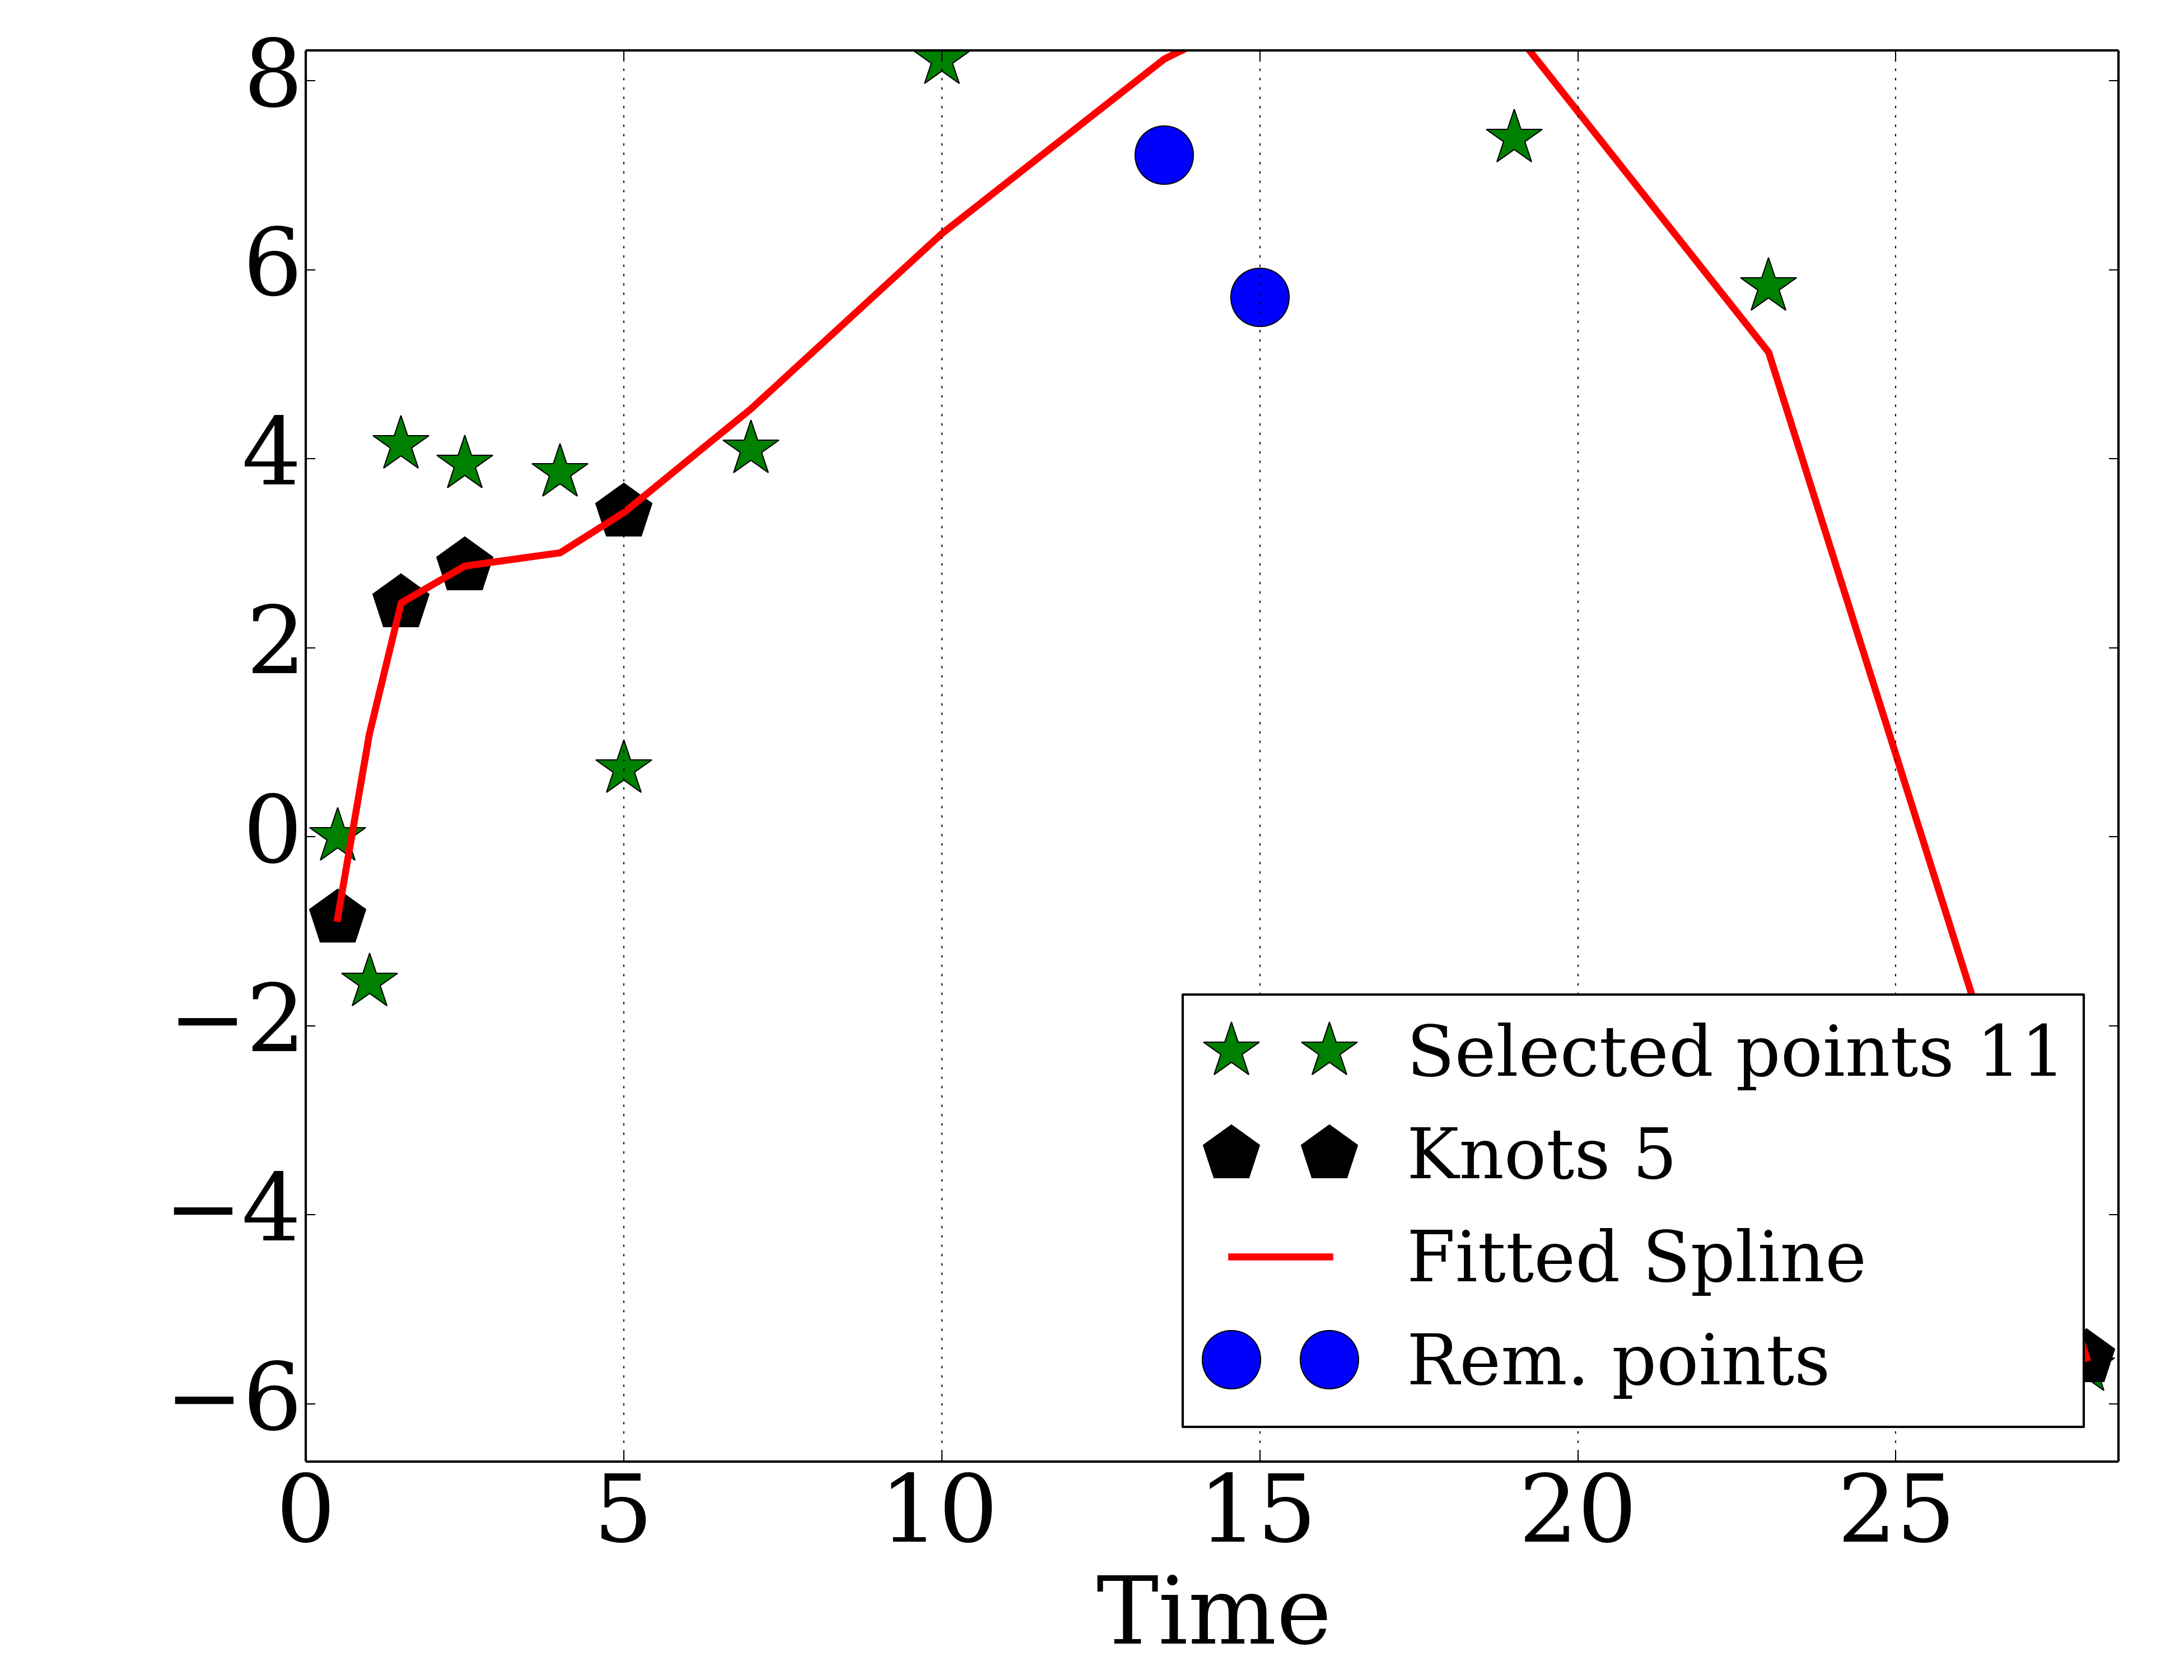 8
6
4
2
0
−2
−4
−6
Selected points 11
Knots 5
Fitted Spline
Rem. points
0 5 10 15 20 25
Time